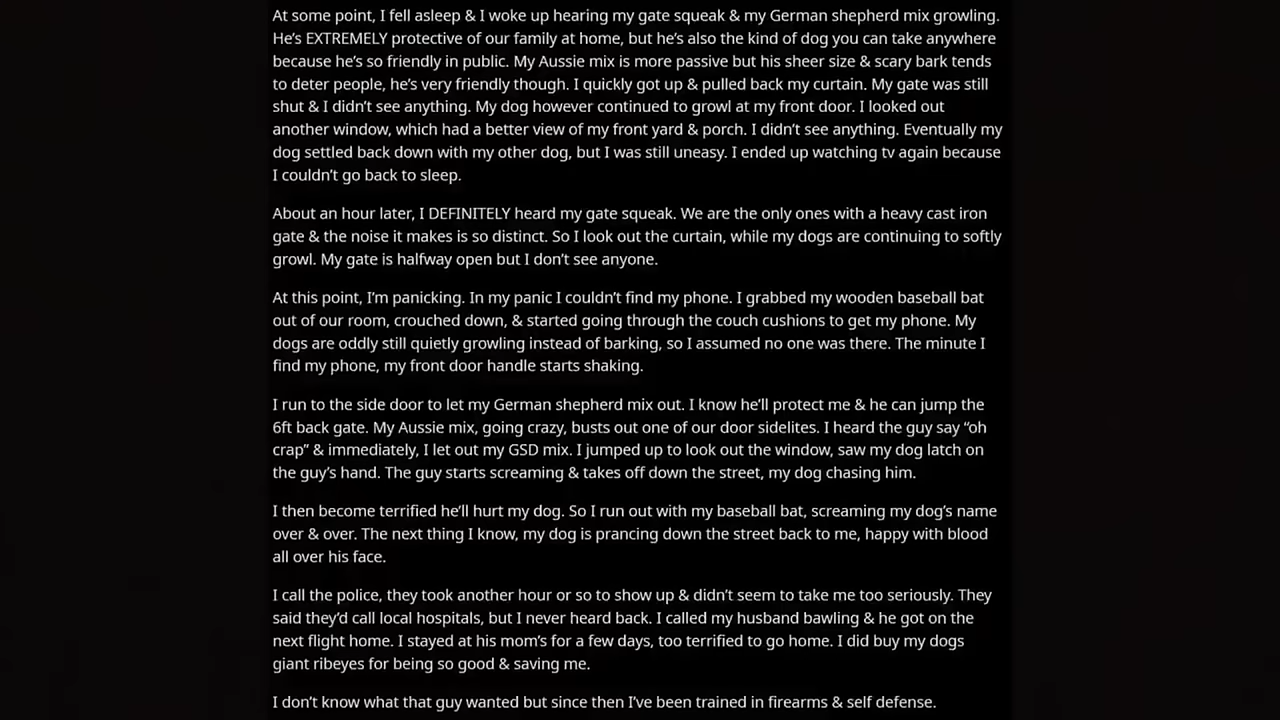 At some point, I fell asleep & I woke up hearing my gate squeak & my German shepherd mix growling.
He’s EXTREMELY protective of our family at home, but he’s also the kind of dog you can take anywhere
because he’s so friendly in public. My Aussie mix is more passive but his sheer size & scary bark tends
to deter people, he’s very friendly though. I quickly got up & pulled back my curtain. My gate was still
shut & I didn’t see anything. My dog however continued to growl at my front door. I looked out
another window, which had a better view of my front yard & porch. I didn’t see anything. Eventually my
dog settled back down with my other dog, but I was still uneasy. I ended up watching tv again because
I couldn’t go back to sleep.
About an hour later, I DEFINITELY heard my gate squeak. We are the only ones with a heavy cast iron
gate & the noise it makes is so distinct. So I look out the curtain, while my dogs are continuing to softly
growl. My gate is halfway open but I don’t see anyone.
At this point, I’m panicking. In my panic I couldn’t find my phone. I grabbed my wooden baseball bat
out of our room, crouched down, & started going through the couch cushions to get my phone. My
dogs are oddly still quietly growling instead of barking, so I assumed no one was there. The minute I
find my phone, my front door handle starts shaking.
I run to the side door to let my German shepherd mix out. I know he’ll protect me & he can jump the
6ft back gate. My Aussie mix, going crazy, busts out one of our door sidelites. I heard the guy say “oh
crap” & immediately, I let out my GSD mix. I jumped up to look out the window, saw my dog latch on
the guy’s hand. The guy starts screaming & takes off down the street, my dog chasing him.
I then become terrified he’ll hurt my dog. So I run out with my baseball bat, screaming my dog’s name
over & over. The next thing I know, my dog is prancing down the street back to me, happy with blood
all over his face.
I call the police, they took another hour or so to show up & didn’t seem to take me too seriously. They
said they’d call local hospitals, but I never heard back. I called my husband bawling & he got on the
next flight home. I stayed at his mom’s for a few days, too terrified to go home. I did buy my dogs
giant ribeyes for being so good & saving me.
I don’t know what that guy wanted but since then I’ve been trained in firearms & self defense.